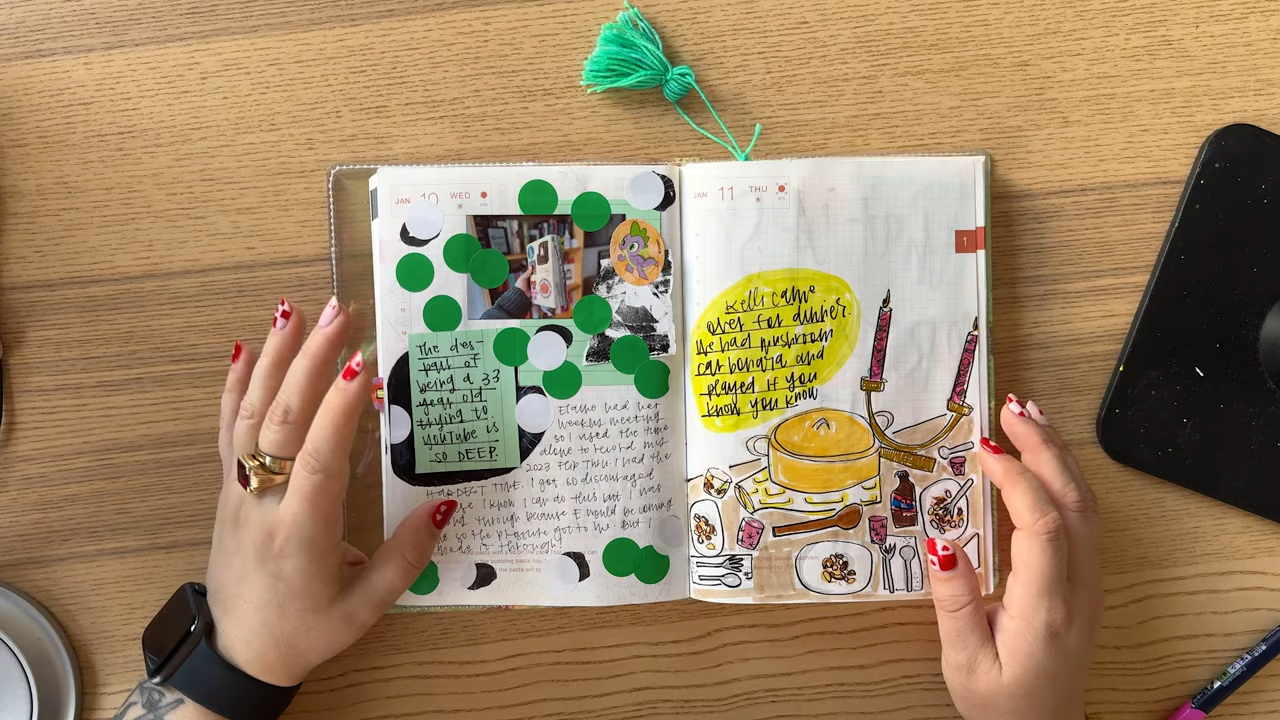 JAN 10 WED
水
The des-
part of
being a 33
year old
trying to
YouTube is
so DEEP.
Elaine had her
weekly meeting
so I used the time
alone to record my
2023 flip thru. I had the
HARDEST TIME. I got so discouraged
I know I can do this but I was
through because I would be coming
so the pressure got to me. But I
made it through!
JAN 11 THU
木
1
Kelli came
over for dinner.
We had mushroom
carbonara and
played if you
know you know